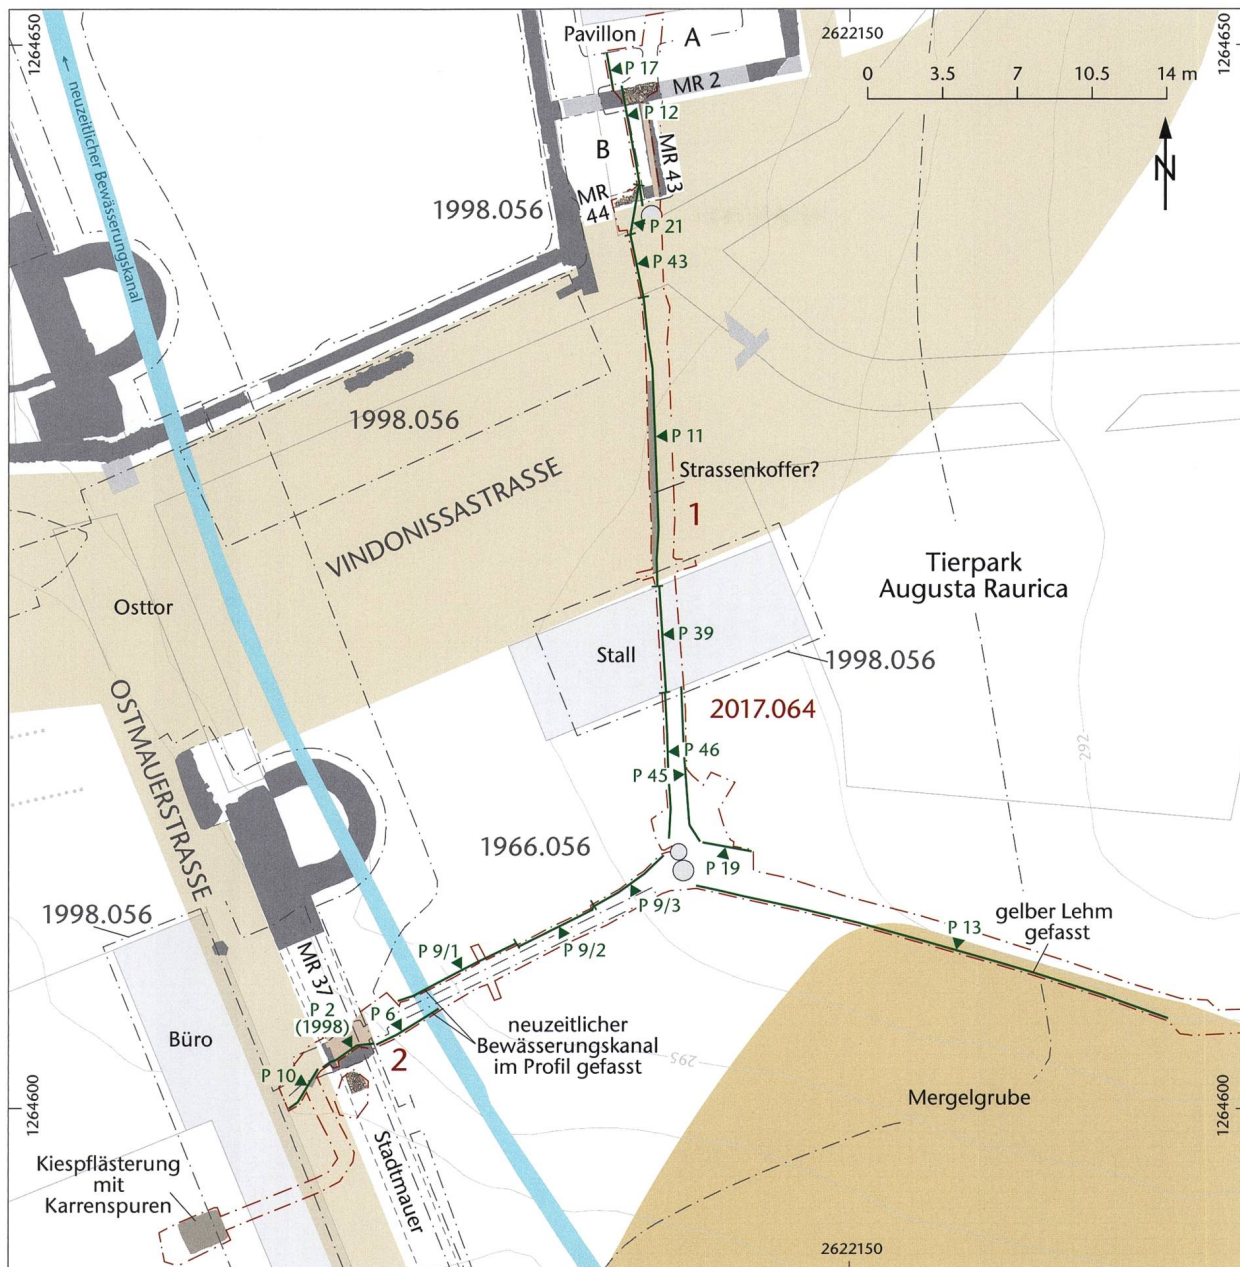 1264650
2622150
1264650
Pavillon
A
P 17
MR 2
0 3.5 7 10.5 14 m
P 12
B
MR 43
N
MR
44
1998.056
P 21
P 43
← neuzeitlicher Bewässerungskanal
1998.056
P 11
Strassenkoffer?
VINDONISSASTRASSE
1
Tierpark
Augusta Raurica
Osttor
P 39
Stall
1998.056
OSTMAUERSTRASSE
2017.064
292
P 46
P 45
1966.056
P 19
1998.056
P 9/3
gelber Lehm
gefasst
P 13
MR 37
P 9/1
P 9/2
P 2
(1998)
P 6
neuzeitlicher
Bewässerungskanal
im Profil gefasst
Büro
2
295
P 10
Mergelgrube
1264600
1264600
Stadtmauer
Kiespflästerung
mit
Karrenspuren
2622150